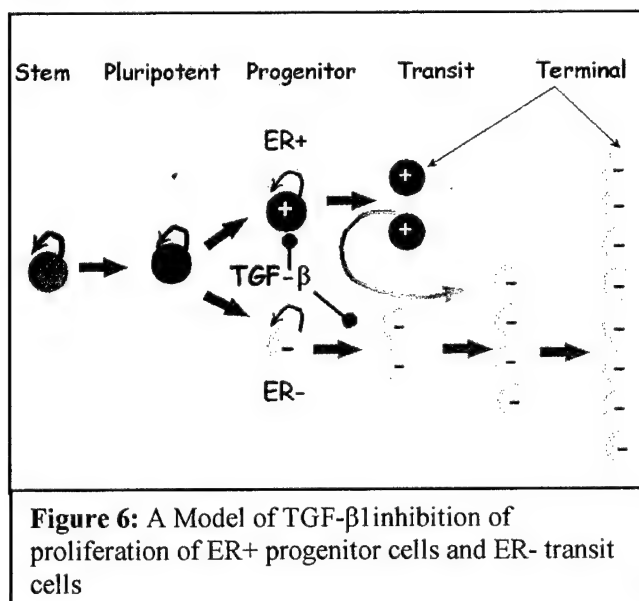 Stem Pluripotent Progenitor Transit Terminal
ER+
+
+
+
TGF-β
-
-
-
-
-
-
-
-
-
-
-
-
-
-
ER-
Figure 6: A Model of TGF-β1inhibition of
proliferation of ER+ progenitor cells and ER- transit
cells